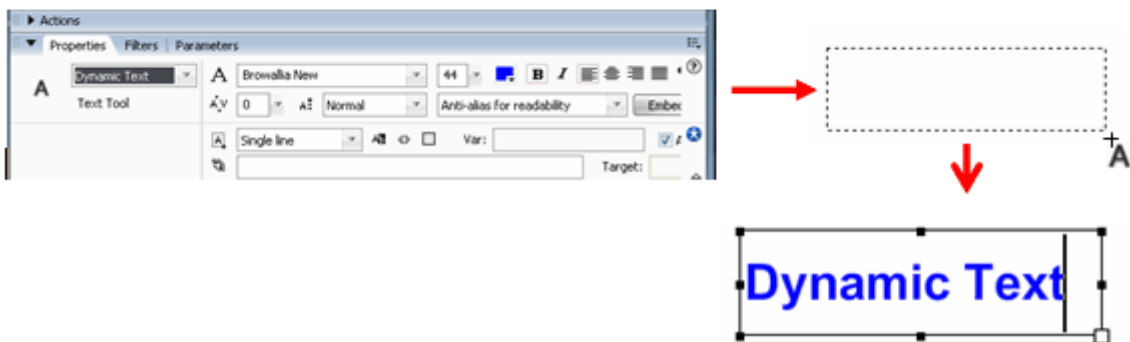 Actions
Properties Filters Parameters
Dynamic Text A Browallia New 44 B I
A Text Tool
A V 0 A Normal Anti-alias for readability Embed
A Single line Var:
Target:
A
Dynamic Text